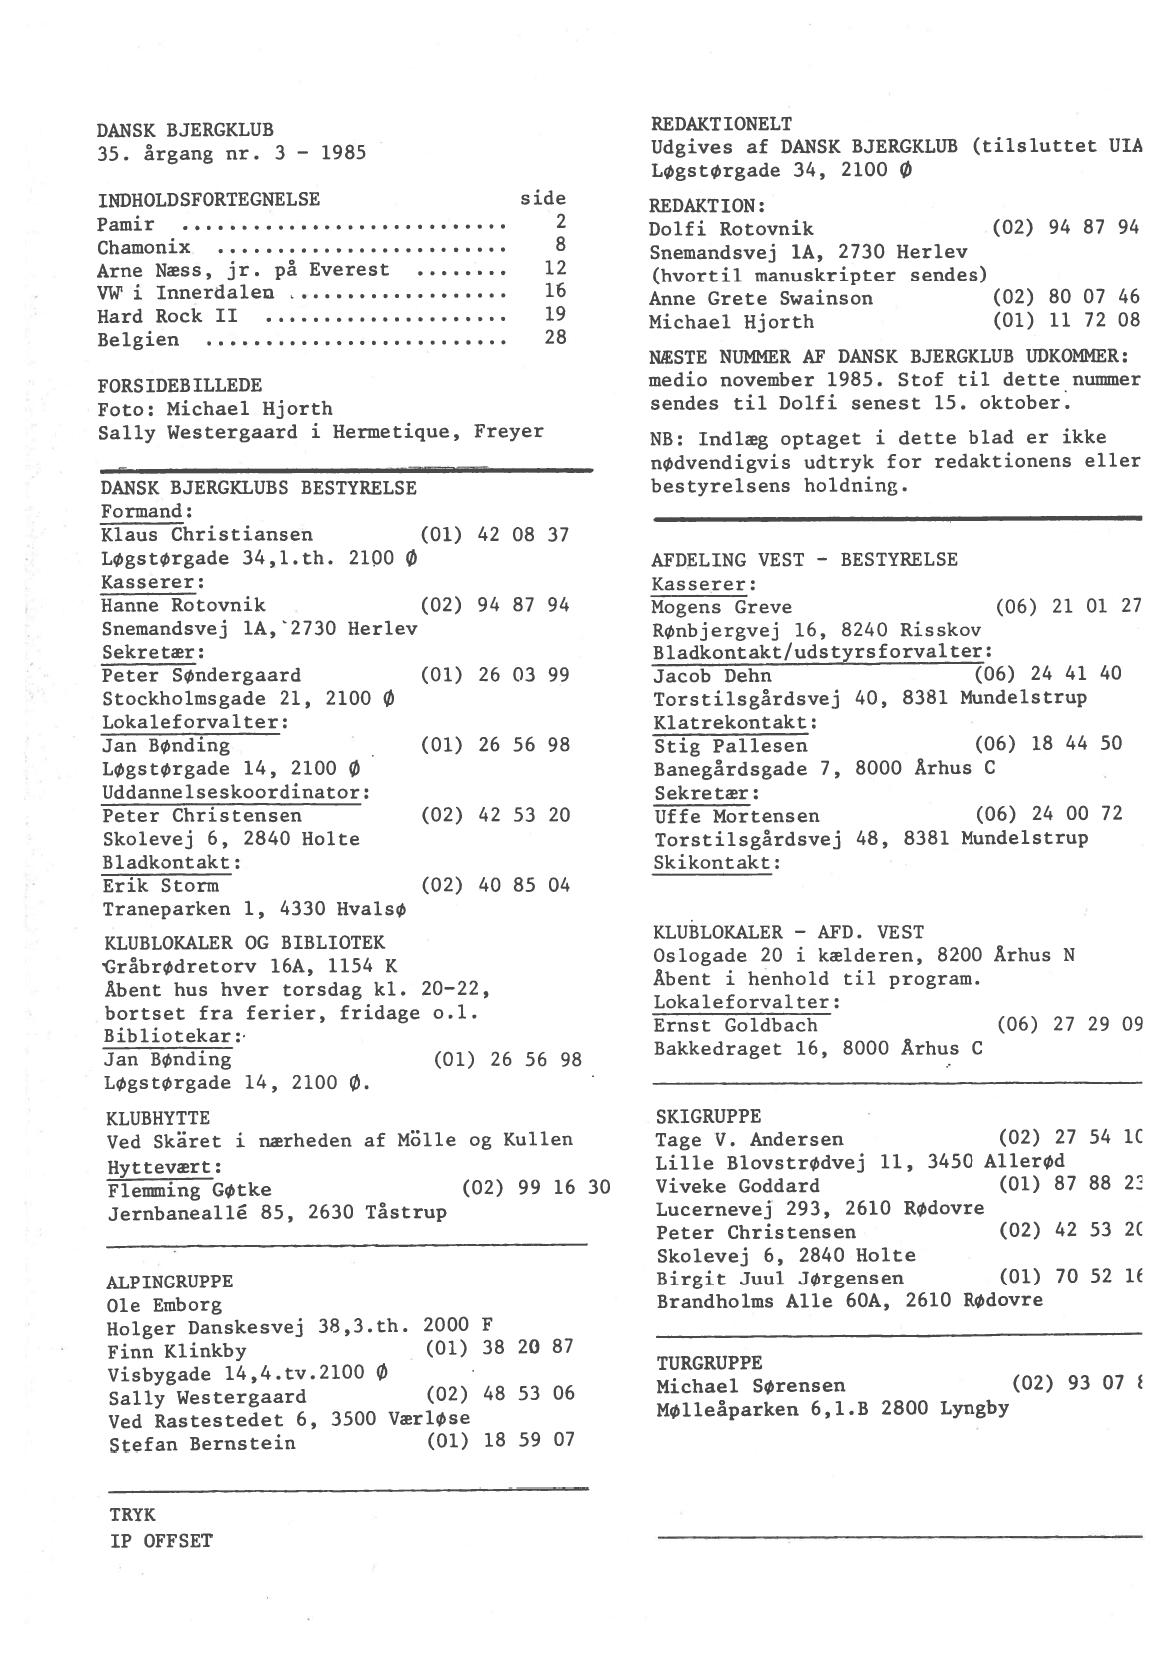 DANSK BJERGKLUB
35. årgang nr. 3 - 1985
INDHOLDSFORTEGNELSE side
Pamir ............................ 2
Chamonix ......................... 8
Arne Næss, jr. på Everest ........ 12
VW i Innerdalen .................. 16
Hard Rock II ..................... 19
Belgien .......................... 28
FORSIDEBILLEDE
Foto: Michael Hjorth
Sally Westergaard i Hermetique, Freyer
DANSK BJERGKLUBS BESTYRELSE
Formand:
Klaus Christiansen (01) 42 08 37
Løgstørgade 34,1.th. 2100 Ø
Kasserer:
Hanne Rotovnik (02) 94 87 94
Snemandsvej 1A, 2730 Herlev
Sekretær:
Peter Søndergaard (01) 26 03 99
Stockholmsgade 21, 2100 Ø
Lokaleforvalter:
Jan Bønding (01) 26 56 98
Løgstørgade 14, 2100 Ø
Uddannelseskoordinator:
Peter Christensen (02) 42 53 20
Skolevej 6, 2840 Holte
Bladkontakt:
Erik Storm (02) 40 85 04
Traneparken 1, 4330 Hvalsø
KLUBLOKALER OG BIBLIOTEK
Gråbrødretorv 16A, 1154 K
Åbent hus hver torsdag kl. 20-22,
bortset fra ferier, fridage o.l.
Bibliotekar:
Jan Bønding (01) 26 56 98
Løgstørgade 14, 2100 Ø.
KLUBHYTTE
Ved Skäret i nærheden af Mölle og Kullen
Hyttevært:
Flemming Gøtke (02) 99 16 30
Jernbaneallé 85, 2630 Tåstrup
ALPINGRUPPE
Ole Emborg
Holger Danskesvej 38,3.th. 2000 F
Finn Klinkby (01) 38 20 87
Visbygade 14,4.tv.2100 Ø
Sally Westergaard (02) 48 53 06
Ved Rastestedet 6, 3500 Værløse
Stefan Bernstein (01) 18 59 07
TRYK
IP OFFSET
REDAKTIONELT
Udgives af DANSK BJERGKLUB (tilsluttet UIA
Løgstørgade 34, 2100 Ø
REDAKTION:
Dolfi Rotovnik (02) 94 87 94
Snemandsvej 1A, 2730 Herlev
(hvortil manuskripter sendes)
Anne Grete Swainson (02) 80 07 46
Michael Hjorth (01) 11 72 08
NÆSTE NUMMER AF DANSK BJERGKLUB UDKOMMER:
medio november 1985. Stof til dette nummer
sendes til Dolfi senest 15. oktober.
NB: Indlæg optaget i dette blad er ikke
nødvendigvis udtryk for redaktionens eller
bestyrelsens holdning.
AFDELING VEST - BESTYRELSE
Kasserer:
Mogens Greve (06) 21 01 27
Rønbjergvej 16, 8240 Risskov
Bladkontakt/udstyrsforvalter:
Jacob Dehn (06) 24 41 40
Torstilsgårdsvej 40, 8381 Mundelstrup
Klatrekontakt:
Stig Pallesen (06) 18 44 50
Banegårdsgade 7, 8000 Århus C
Sekretær:
Uffe Mortensen (06) 24 00 72
Torstilsgårdsvej 48, 8381 Mundelstrup
Skikontakt:
KLUBLOKALER - AFD. VEST
Oslogade 20 i kælderen, 8200 Århus N
Åbent i henhold til program.
Lokaleforvalter:
Ernst Goldbach (06) 27 29 09
Bakkedraget 16, 8000 Århus C
SKIGRUPPE
Tage V. Andersen (02) 27 54
Lille Blovstrødvej 11, 3450 Allerød
Viveke Goddard (01) 87 88
Lucernevej 293, 2610 Rødovre
Peter Christensen (02) 42 53
Skolevej 6, 2840 Holte
Birgit Juul Jørgensen (01) 70 52
Brandholms Alle 60A, 2610 Rødovre
TURGRUPPE
Michael Sørensen (02) 93 07
Mølleåparken 6,1.B 2800 Lyngby